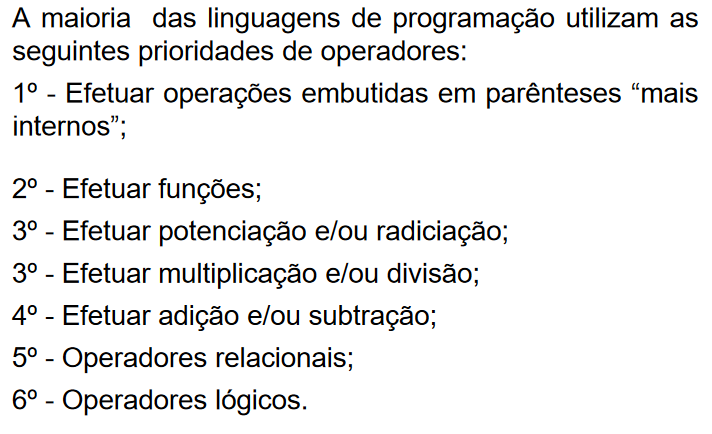 A maioria das linguagens de programação utilizam as
seguintes prioridades de operadores:
1º - Efetuar operações embutidas em parênteses “mais
internos”;
2º - Efetuar funções;
3º - Efetuar potenciação e/ou radiciação;
3º - Efetuar multiplicação e/ou divisão;
4º - Efetuar adição e/ou subtração;
5º - Operadores relacionais;
6º - Operadores lógicos.